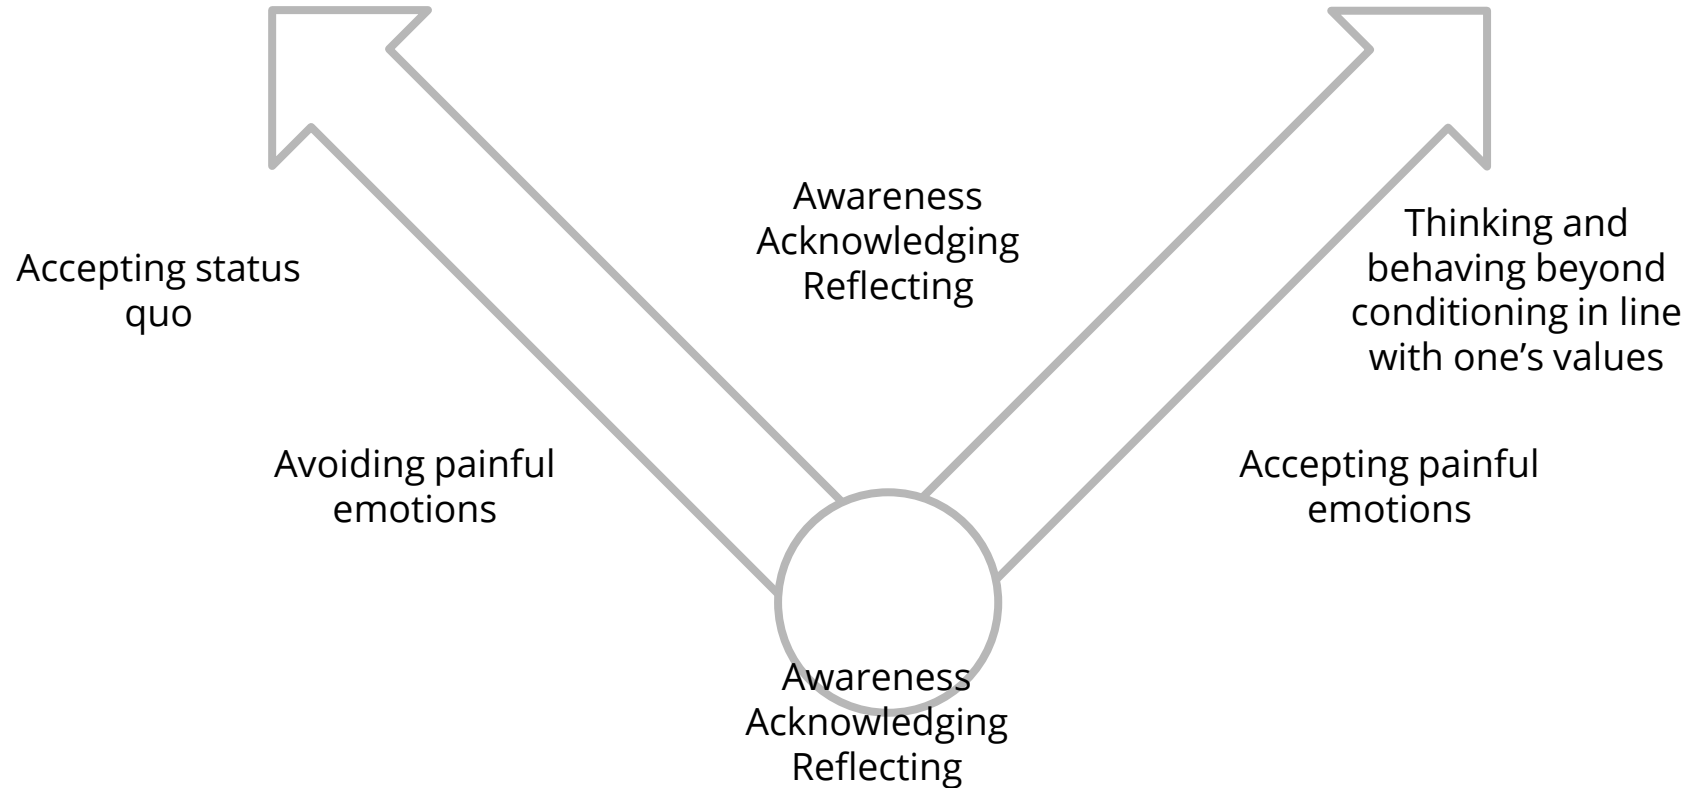 Awareness
Acknowledging
Reflecting
Accepting status
quo
Thinking and
behaving beyond
conditioning in line
with one’s values
Avoiding painful
emotions
Accepting painful
emotions
Awareness
Acknowledging
Reflecting